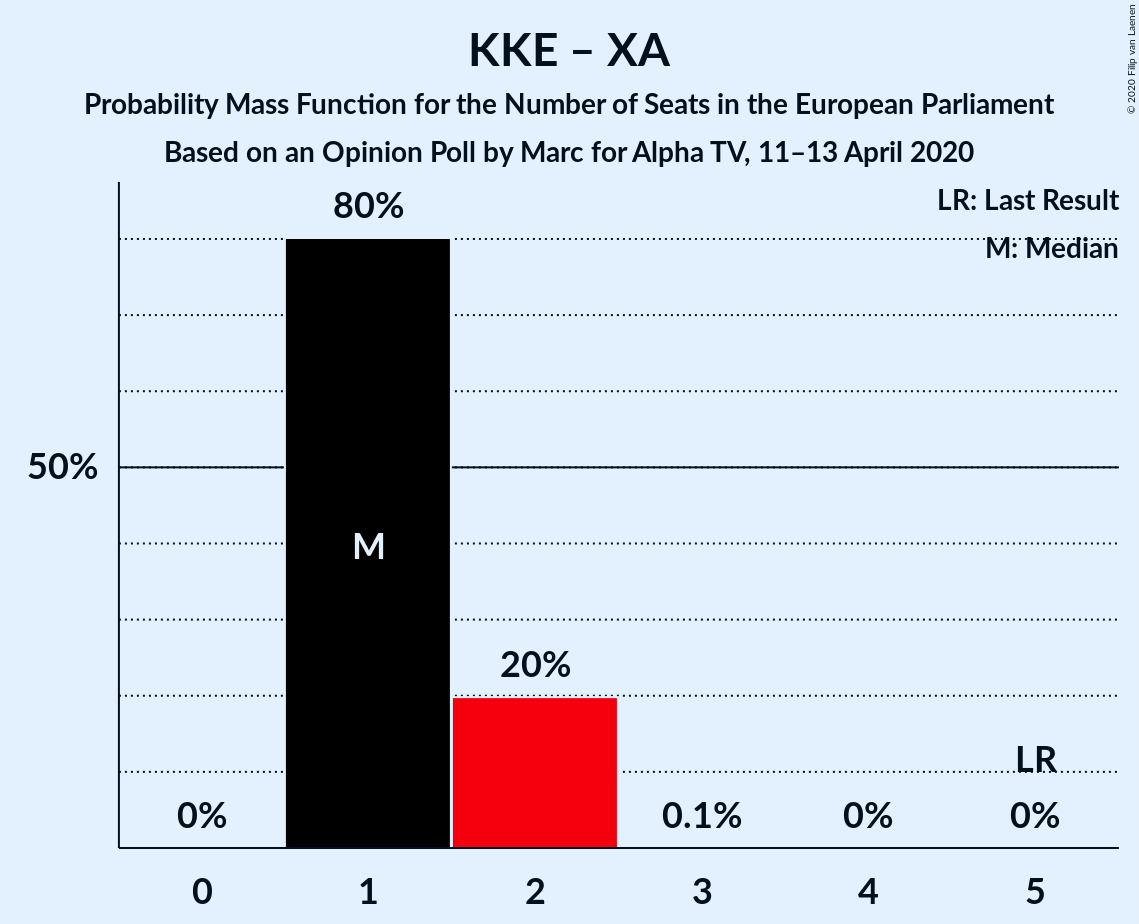 KKE – XA
Probability Mass Function for the Number of Seats in the European Parliament
Based on an Opinion Poll by Marc for Alpha TV, 11–13 April 2020
© 2020 Filip van Laenen
LR: Last Result
M: Median
80%
50%
M
20%
LR
0%
0.1%
0%
0%
0
1
2
3
4
5